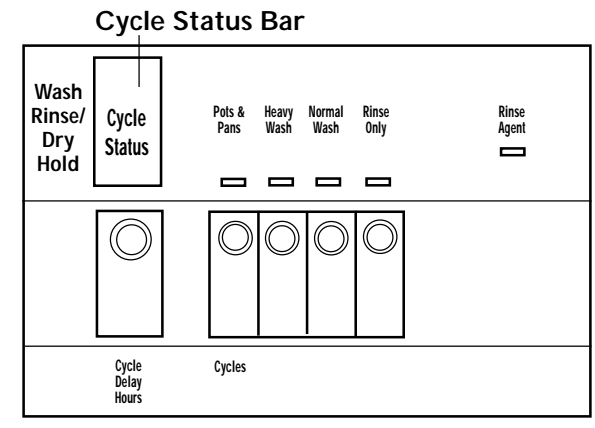 Cycle Status Bar
Wash
Rinse/
Dry
Hold
Cycle
Status
Pots &
Pans
Heavy
Wash
Normal
Wash
Rinse
Only
Rinse
Agent
Cycle
Delay
Hours
Cycles